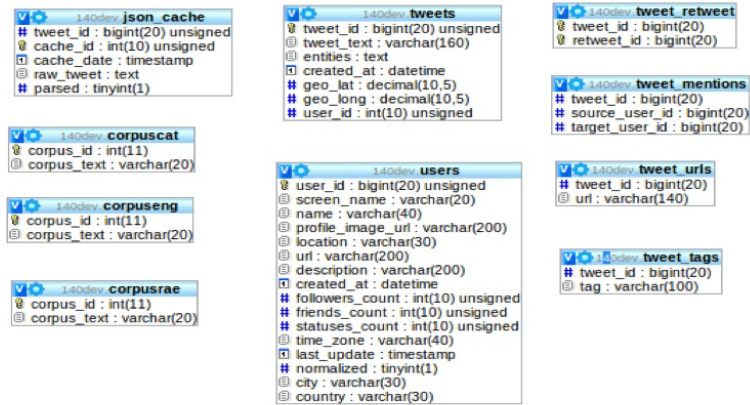 140dev.json_cache
tweet_id : bigint(20) unsigned
cache_id : int(10) unsigned
cache_date : timestamp
raw_tweet : text
parsed : tinyint(1)
140dev.corpuscat
corpus_id : int(11)
corpus_text : varchar(20)
140dev.corpuseng
corpus_id : int(11)
corpus_text : varchar(20)
140dev.corpusrae
corpus_id : int(11)
corpus_text : varchar(20)
140dev.tweets
tweet_id : bigint(20) unsigned
tweet_text : varchar(160)
entities : text
created_at : datetime
geo_lat : decimal(10,5)
geo_long : decimal(10,5)
user_id : int(10) unsigned
140dev.users
user_id : bigint(20) unsigned
screen_name : varchar(20)
name : varchar(40)
profile_image_url : varchar(200)
location : varchar(30)
url : varchar(200)
description : varchar(200)
created_at : datetime
followers_count : int(10) unsigned
friends_count : int(10) unsigned
statuses_count : int(10) unsigned
time_zone : varchar(40)
last_update : timestamp
normalized : tinyint(1)
city : varchar(30)
country : varchar(30)
140dev.tweet_retweet
tweet_id : bigint(20)
retweet_id : bigint(20)
140dev.tweet_mentions
tweet_id : bigint(20)
source_user_id : bigint(20)
target_user_id : bigint(20)
140dev.tweet_urls
tweet_id : bigint(20)
url : varchar(140)
140dev.tweet_tags
tweet_id : bigint(20)
tag : varchar(100)